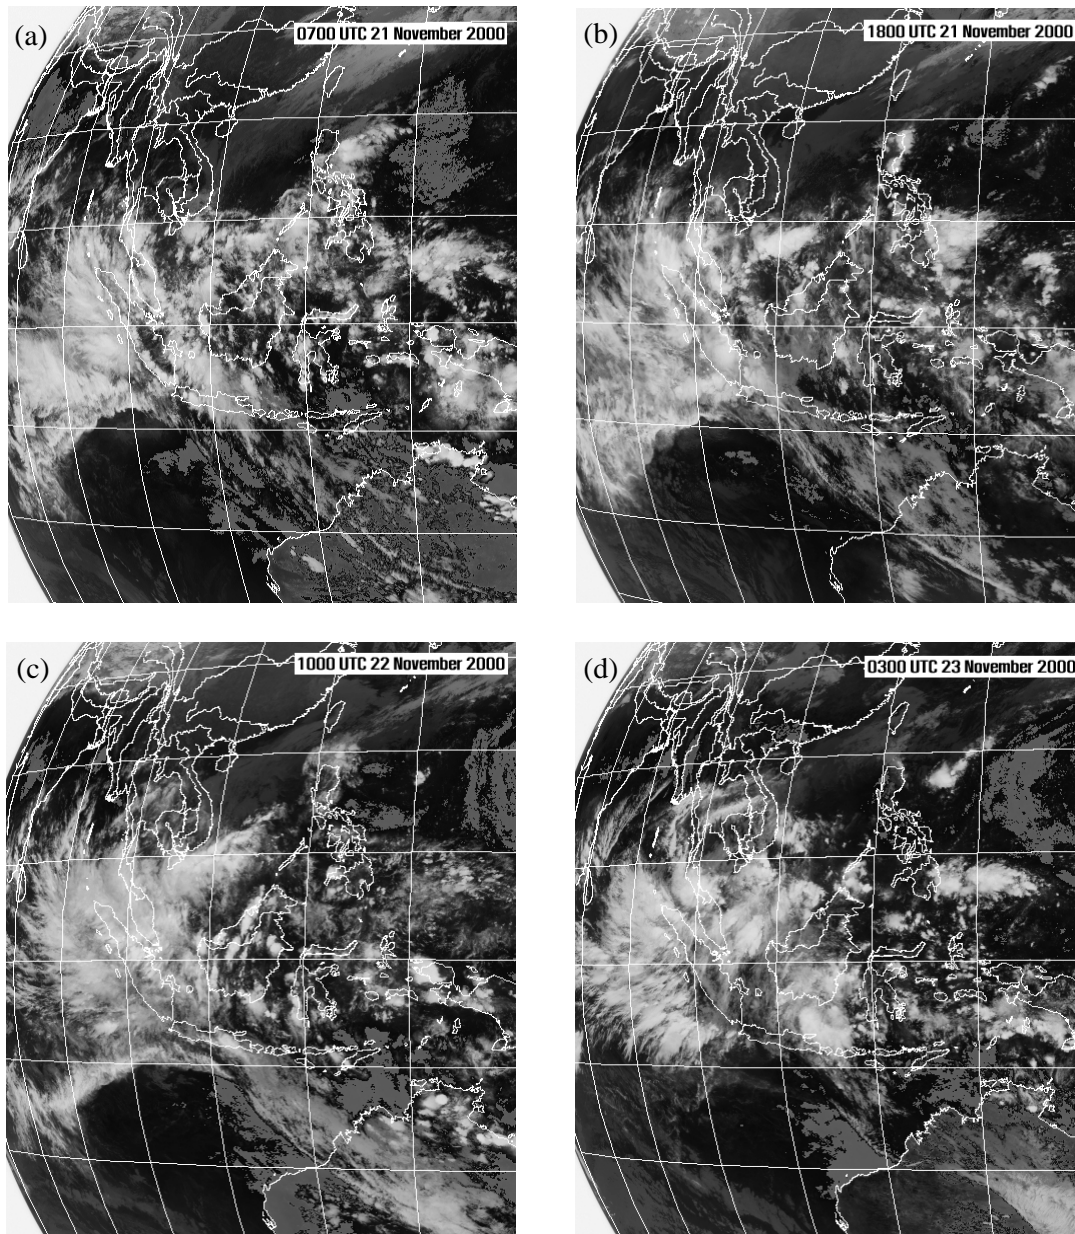 (a)
0700 UTC 21 November 2000
(b)
1800 UTC 21 November 2000
(c)
1000 UTC 22 November 2000
(d)
0300 UTC 23 November 2000